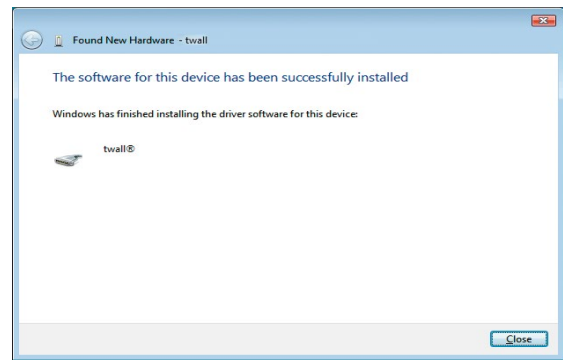 Found New Hardware - twall
The software for this device has been successfully installed
Windows has finished installing the driver software for this device:
twall®
Close